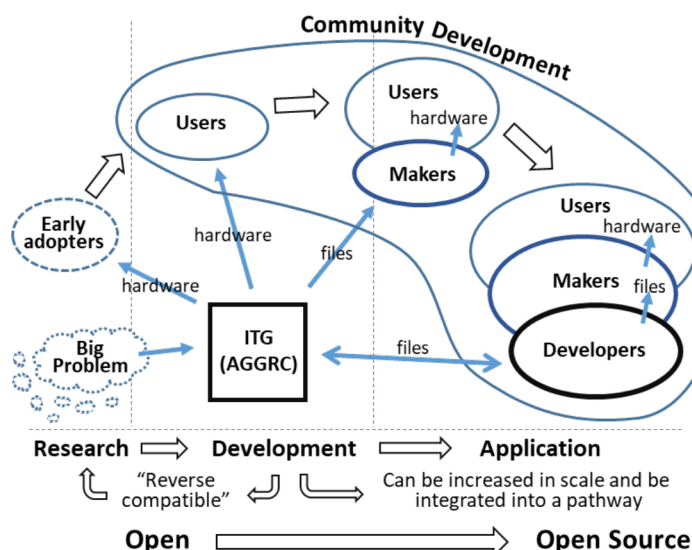 Community Development
Users
Users
hardware
Makers
Early
adopters
hardware
hardware
files
Users
hardware
Makers
files
Big
Problem
ITG
(AGGRC)
files
Developers
Research
Development
Application
“Reverse
compatible”
Can be increased in scale and be
integrated into a pathway
Open
Open Source